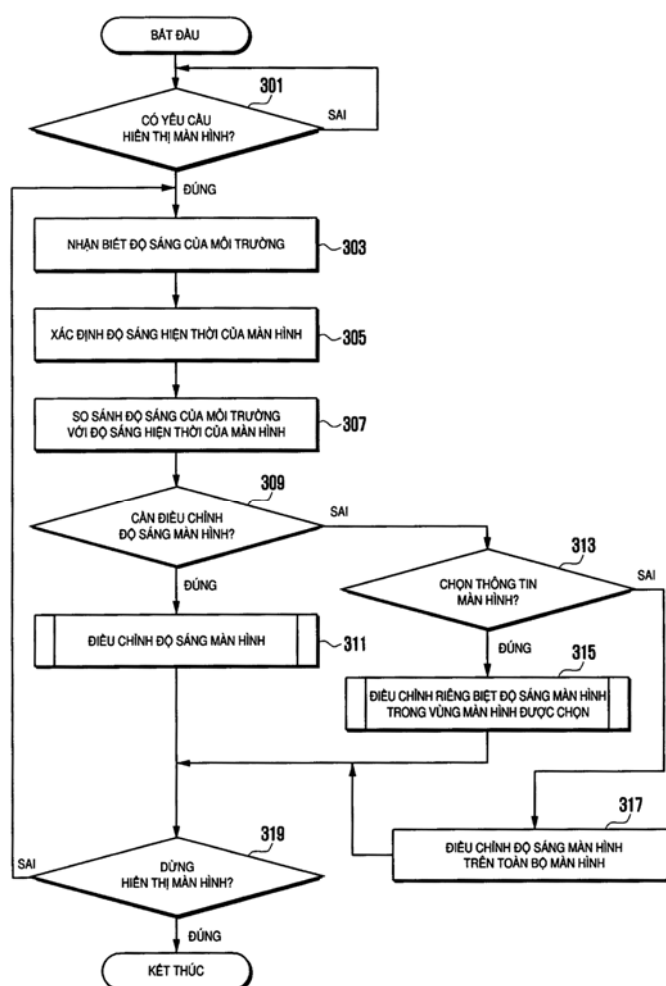 BẮT ĐẦU
301
CÓ YÊU CẦU
HIỂN THỊ MÀN HÌNH?
SAI
ĐÚNG
NHẬN BIẾT ĐỘ SÁNG CỦA MÔI TRƯỜNG
303
XÁC ĐỊNH ĐỘ SÁNG HIỆN THỜI CỦA MÀN HÌNH
305
SO SÁNH ĐỘ SÁNG CỦA MÔI TRƯỜNG
VỚI ĐỘ SÁNG HIỆN THỜI CỦA MÀN HÌNH
307
309
CẦN ĐIỀU CHỈNH
ĐỘ SÁNG MÀN HÌNH?
SAI
ĐÚNG
313
CHỌN THÔNG TIN
MÀN HÌNH?
SAI
ĐÚNG
ĐIỀU CHỈNH ĐỘ SÁNG MÀN HÌNH
311
315
ĐIỀU CHỈNH RIÊNG BIỆT ĐỘ SÁNG MÀN HÌNH
TRONG VÙNG MÀN HÌNH ĐƯỢC CHỌN
317
ĐIỀU CHỈNH ĐỘ SÁNG MÀN HÌNH
TRÊN TOÀN BỘ MÀN HÌNH
319
DỪNG
HIỂN THỊ MÀN HÌNH?
SAI
ĐÚNG
KẾT THÚC